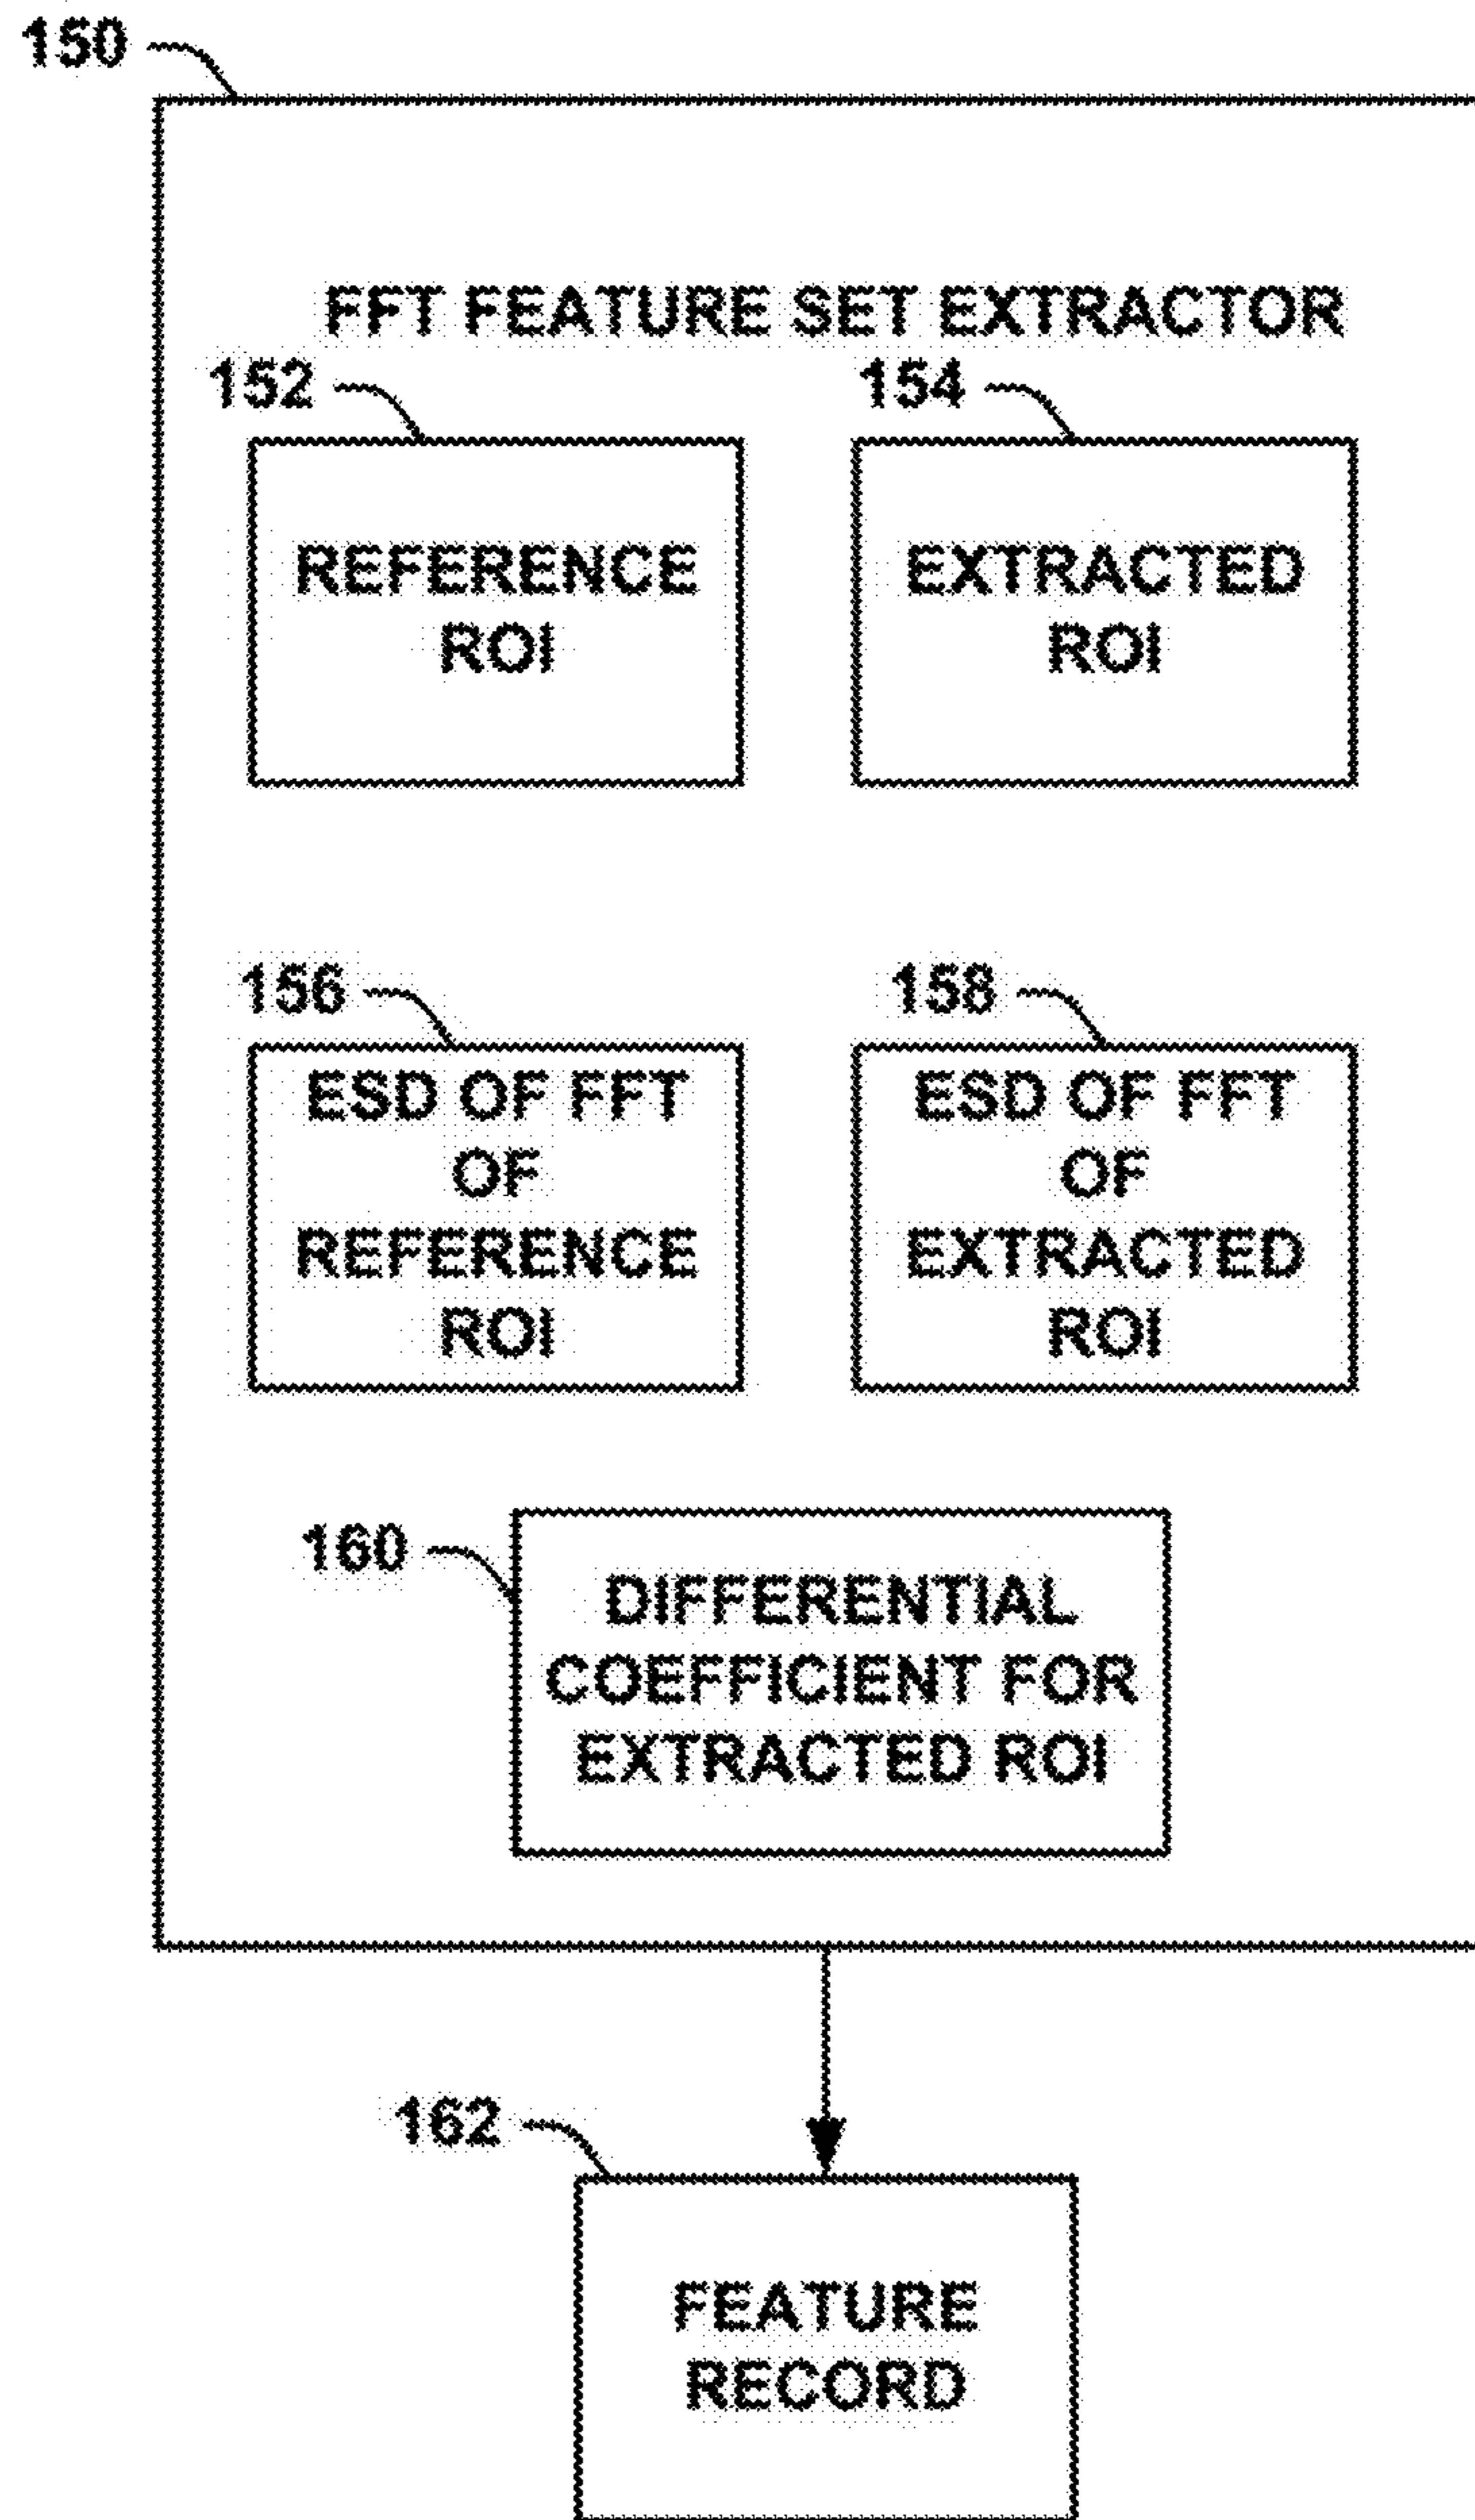 150
FFT FEATURE SET EXTRACTOR
152
154
REFERENCE
ROI
EXTRACTED
ROI
156
158
ESD OF FFT
OF
REFERENCE
ROI
ESD OF FFT
OF
EXTRACTED
ROI
160
DIFFERENTIAL
COEFFICIENT FOR
EXTRACTED ROI
162
FEATURE
RECORD